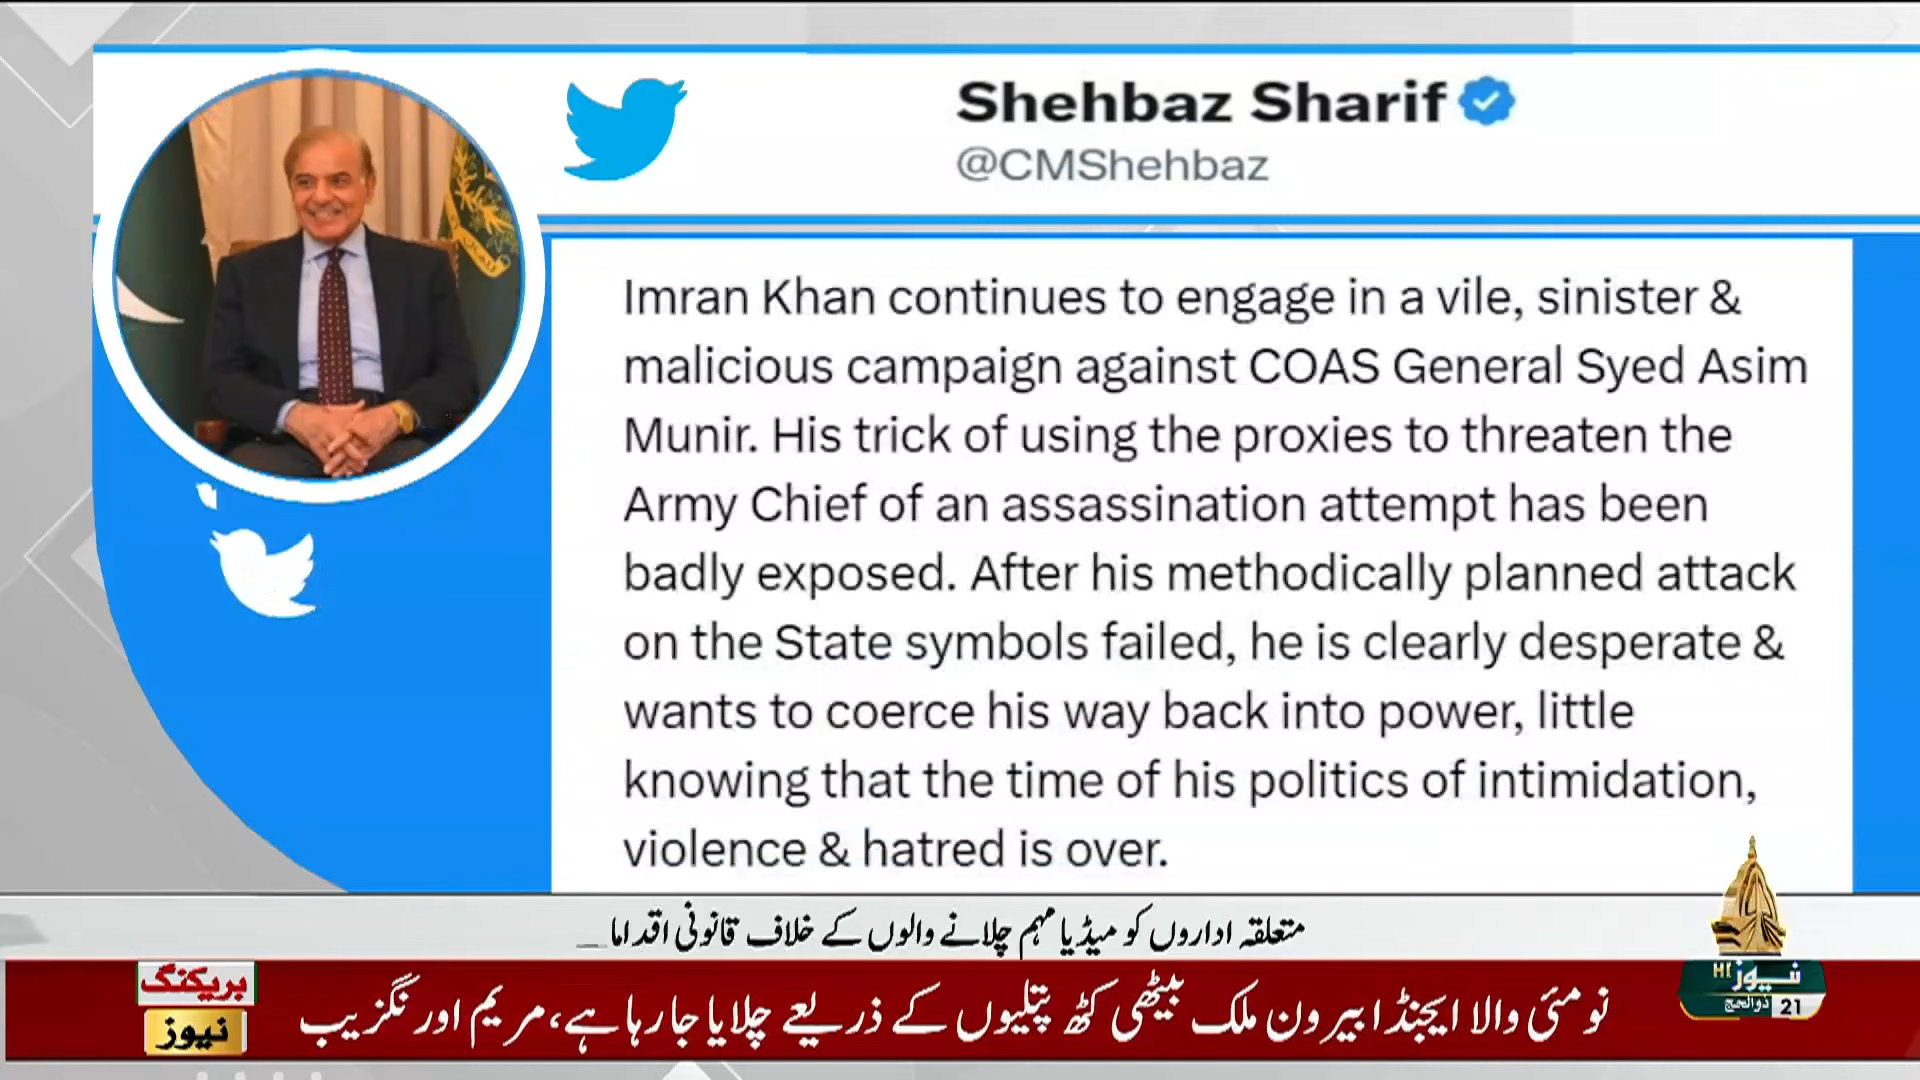 Shehbaz Sharif
@CMShehbaz
Imran Khan continues to engage in a vile, sinister &
malicious campaign against COAS General Syed Asim
Munir. His trick of using the proxies to threaten the
Army Chief of an assassination attempt has been
badly exposed. After his methodically planned attack
on the State symbols failed, he is clearly desperate &
wants to coerce his way back into power, little
knowing that the time of his politics of intimidation,
violence & hatred is over.
متعلقہ اداروں کو میڈیا مہم چلانے والوں کے خلاف قانونی اقداما_
بریکنگ
نیوز
نو مئی والا ایجنڈا بیرون ملک بیٹھی کٹھ پتلیوں کے ذریعے چلایا جا رہا ہے، مریم اورنگزیب
نیوز HD
21 ذوالحج